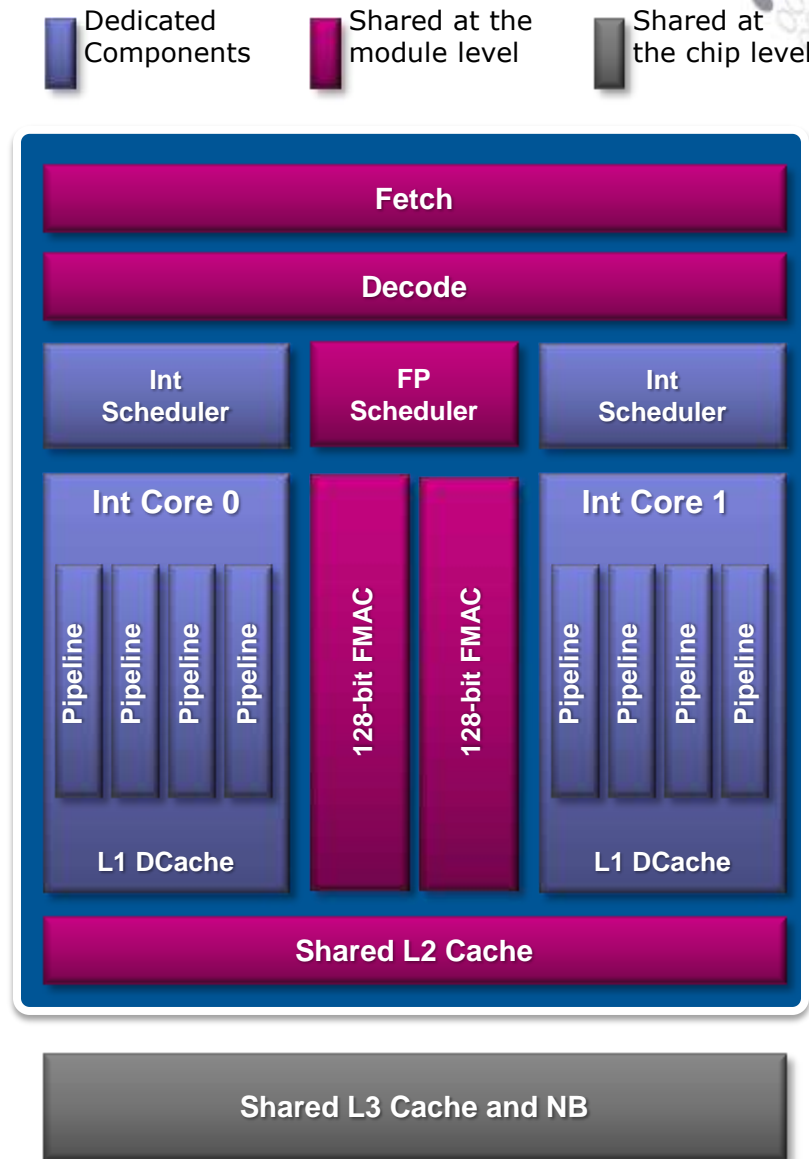 Dedicated
Components
Shared at the
module level
Shared at
the chip level
Fetch
Decode
Int
Scheduler
FP
Scheduler
Int
Scheduler
Int Core 0
Pipeline
Pipeline
Pipeline
Pipeline
L1 DCache
128-bit FMAC
128-bit FMAC
Int Core 1
Pipeline
Pipeline
Pipeline
Pipeline
L1 DCache
Shared L2 Cache
Shared L3 Cache and NB